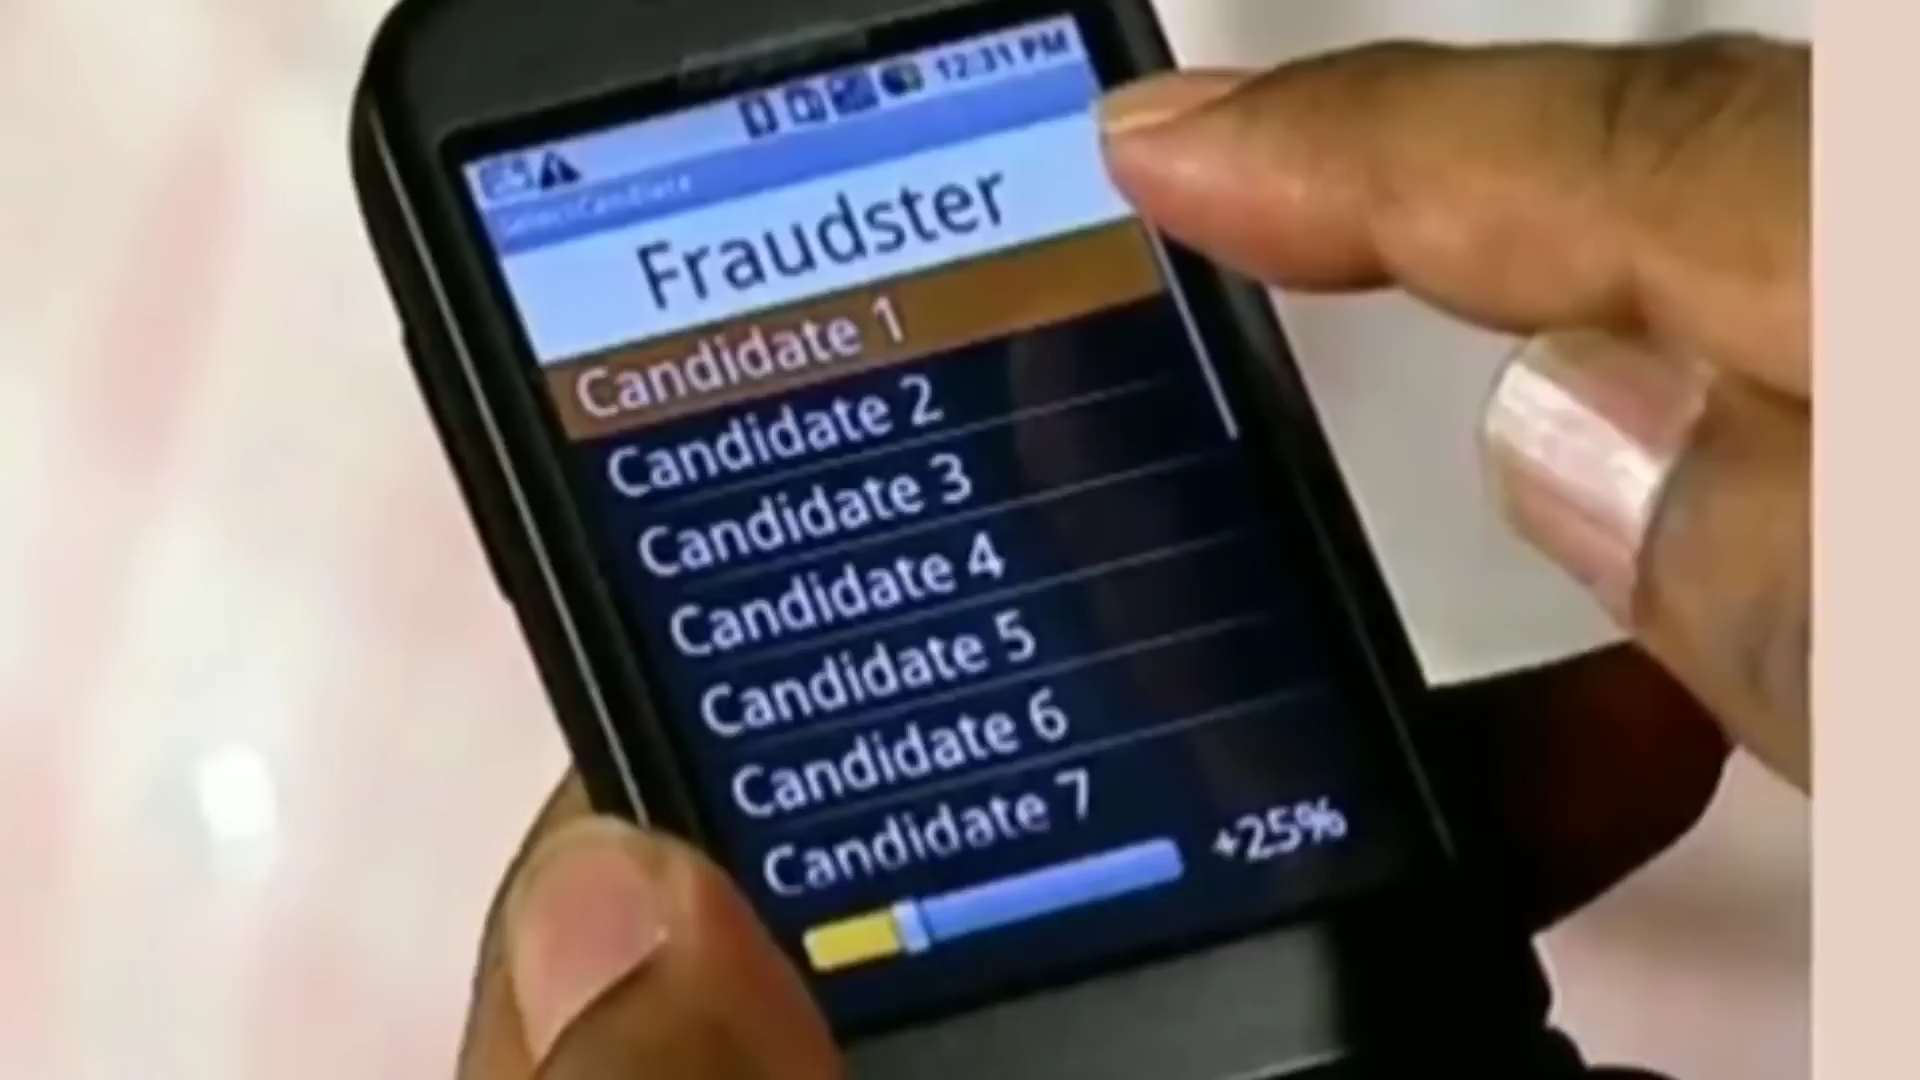 12:31 PM
SelectCandidate
Fraudster
Candidate 1
Candidate 2
Candidate 3
Candidate 4
Candidate 5
Candidate 6
Candidate 7
+25%